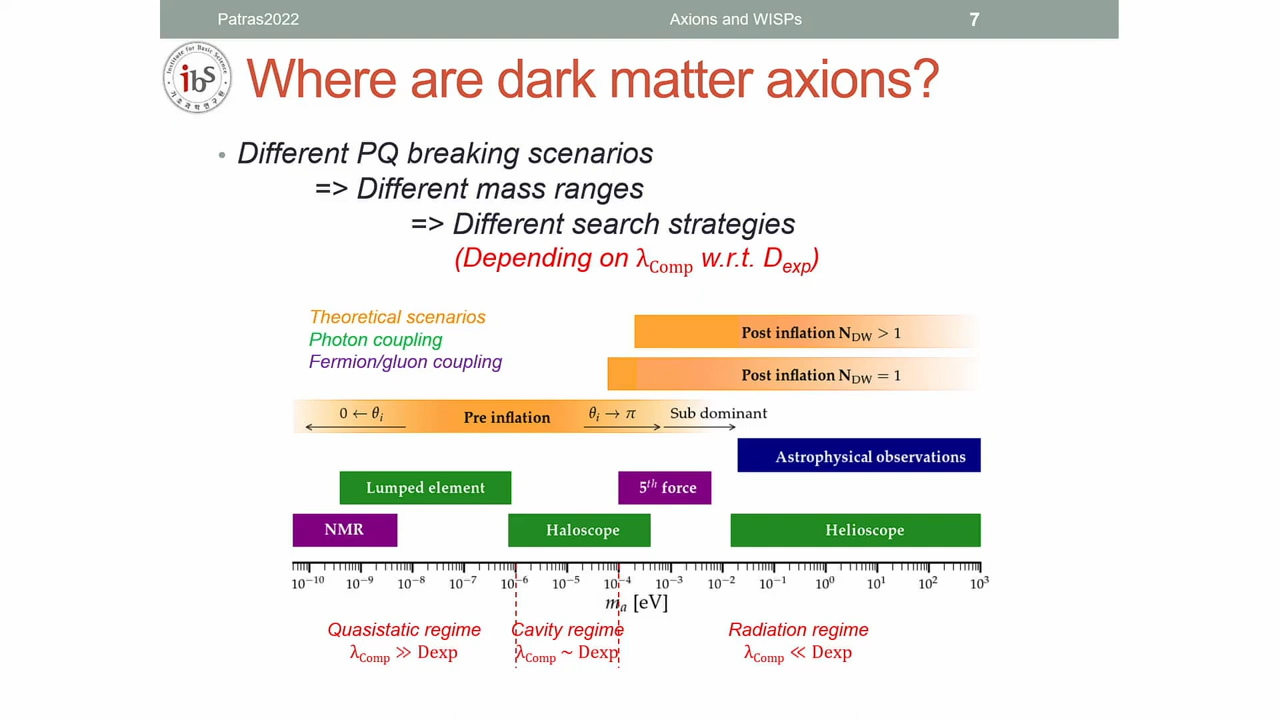 Patras2022
Axions and WISPs
7
ibs
Where are dark matter axions?
• Different PQ breaking scenarios
=> Different mass ranges
=> Different search strategies
(Depending on λComp w.r.t. Dexp)
Theoretical scenarios
Photon coupling
Fermion/gluon coupling
Post inflation NDW > 1
Post inflation NDW = 1
0 ← θi
Pre inflation
θi → π
Sub dominant
Astrophysical observations
Lumped element
5th force
NMR
Haloscope
Helioscope
10⁻¹⁰ 10⁻⁹ 10⁻⁸ 10⁻⁷ 10⁻⁶ 10⁻⁵ 10⁻⁴ 10⁻³ 10⁻² 10⁻¹ 10⁰ 10¹ 10² 10³
ma [eV]
Quasistatic regime
λComp ≫ Dexp
Cavity regime
λComp ~ Dexp
Radiation regime
λComp ≪ Dexp